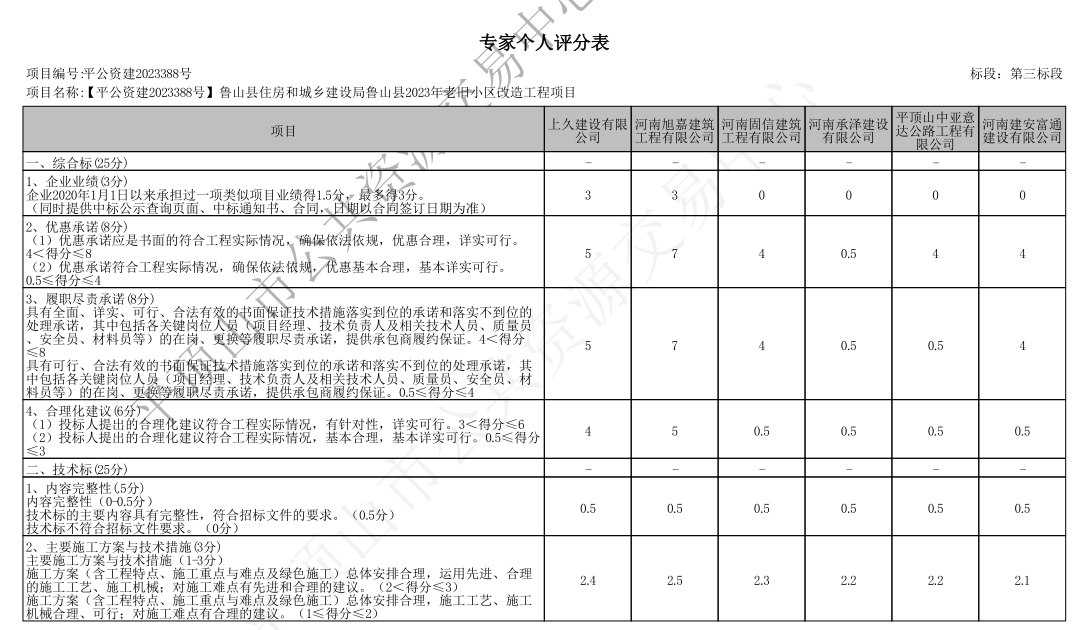 专家个人评分表
项目编号:平公资建2023388号 标段：第三标段
项目名称:【平公资建2023388号】鲁山县住房和城乡建设局鲁山县2023年老旧小区改造工程项目
项目 上久建设有限公司 河南旭嘉建筑工程有限公司 河南固信建筑工程有限公司 河南承泽建设有限公司 平顶山中亚意达公路工程有限公司 河南建安富通建设有限公司
一、综合标(25分) – – – – – –
1、企业业绩(3分)
企业2020年1月1日以来承担过一项类似项目业绩得1.5分，最多得3分。 3 3 0 0 0 0
（同时提供中标公示查询页面、中标通知书、合同，日期以合同签订日期为准）
2、优惠承诺(8分)
（1）优惠承诺应是书面的符合工程实际情况，确保依法依规，优惠合理，详实可行。
4＜得分≤8 5 7 4 0.5 4 4
（2）优惠承诺符合工程实际情况，确保依法依规，优惠基本合理，基本详实可行。
0.5≤得分≤4
3、履职尽责承诺(8分)
具有全面、详实、可行、合法有效的书面保证技术措施落实到位的承诺和落实不到位的
处理承诺，其中包括各关键岗位人员（项目经理、技术负责人及相关技术人员、质量员
、安全员、材料员等）的在岗、更换等履职尽责承诺，提供承包商履约保证。4＜得分
≤8 5 7 4 0.5 0.5 4
具有可行、合法有效的书面保证技术措施落实到位的承诺和落实不到位的处理承诺，其
中包括各关键岗位人员（项目经理、技术负责人及相关技术人员、质量员、安全员、材
料员等）的在岗、更换等履职尽责承诺，提供承包商履约保证。0.5≤得分≤4
4、合理化建议(6分)
（1）投标人提出的合理化建议符合工程实际情况，有针对性，详实可行。3＜得分≤6
（2）投标人提出的合理化建议符合工程实际情况，基本合理，基本详实可行。0.5≤得分 4 5 0.5 0.5 0.5 0.5
≤3
二、技术标(25分) – – – – – –
1、内容完整性(.5分)
内容完整性（0-0.5分）
技术标的主要内容具有完整性，符合招标文件的要求。（0.5分） 0.5 0.5 0.5 0.5 0.5 0.5
技术标不符合招标文件要求。（0分）
2、主要施工方案与技术措施(3分)
主要施工方案与技术措施（1-3分）
施工方案（含工程特点、施工重点与难点及绿色施工）总体安排合理，运用先进、合理
的施工工艺、施工机械；对施工难点有先进和合理的建议。（2＜得分≤3） 2.4 2.5 2.3 2.2 2.2 2.1
施工方案（含工程特点、施工重点与难点及绿色施工）总体安排合理，施工工艺、施工
机械合理、可行；对施工难点有合理的建议。（1≤得分≤2）
平顶山市公共资源交易中心
平顶山市公共资源交易中心